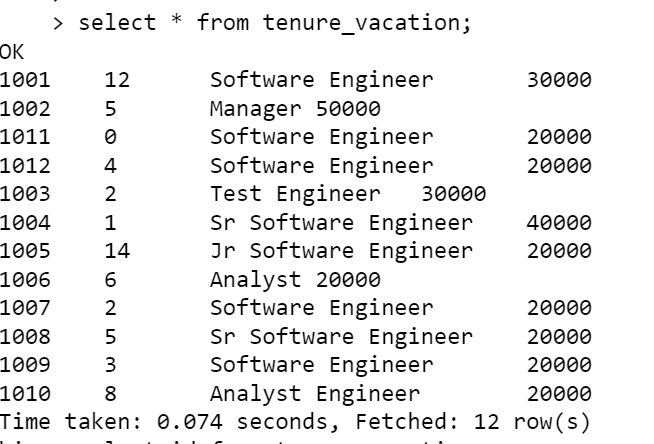 > select * from tenure_vacation;
OK
1001 12 Software Engineer 30000
1002 5 Manager 50000
1011 0 Software Engineer 20000
1012 4 Software Engineer 20000
1003 2 Test Engineer 30000
1004 1 Sr Software Engineer 40000
1005 14 Jr Software Engineer 20000
1006 6 Analyst 20000
1007 2 Software Engineer 20000
1008 5 Sr Software Engineer 20000
1009 3 Software Engineer 20000
1010 8 Analyst Engineer 20000
Time taken: 0.074 seconds, Fetched: 12 row(s)